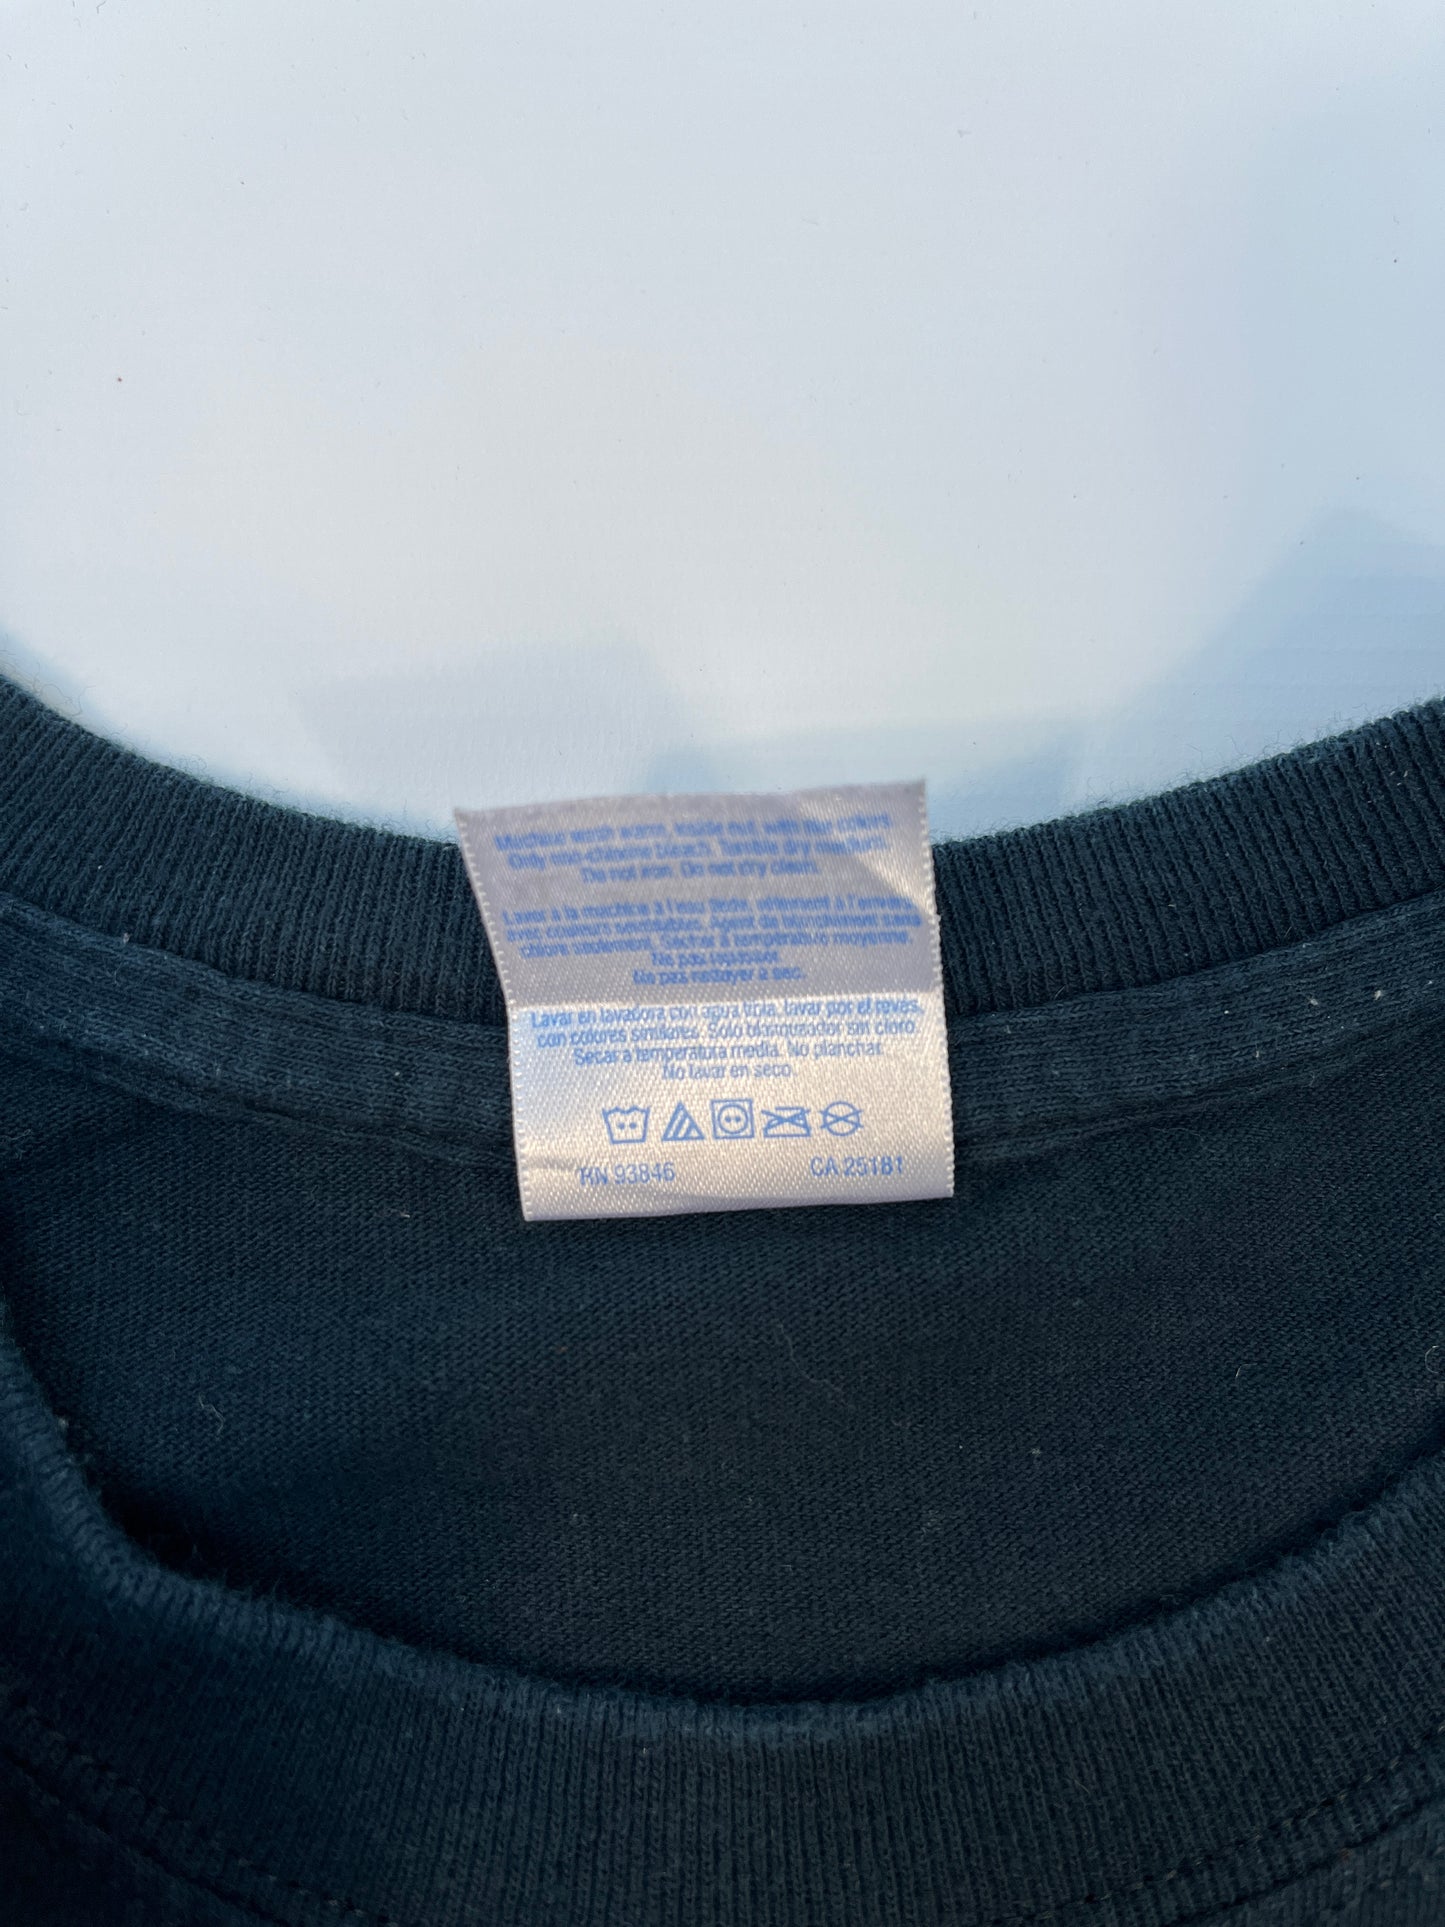 Machine wash warm, inside out, with like colors.
Only non-chlorine bleach. Tumble dry medium.
Do not iron. Do not dry clean.
Laver à la machine à l'eau tiède, vêtement à l'envers,
avec couleurs semblables. Agent de blanchiment sans
chlore seulement. Sécher à température moyenne.
Ne pas repasser.
Ne pas nettoyer à sec.
Lavar en lavadora con agua tibia, lavar por el revés,
con colores similares. Solo blanqueador sin cloro.
Secar a temperatura media. No planchar.
No lavar en seco.
RN 93846 CA 25181